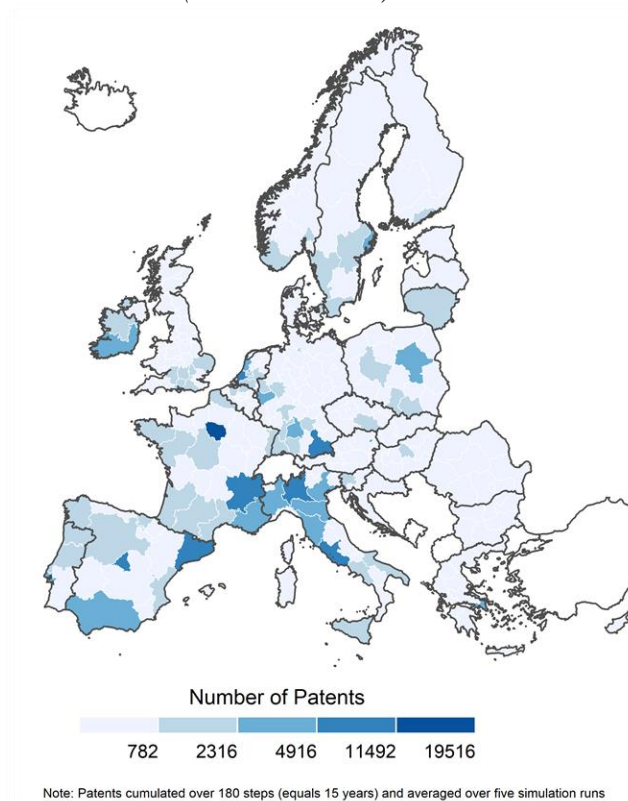 Number of Patents
782 2316 4916 11492 19516
Note: Patents cumulated over 180 steps (equals 15 years) and averaged over five simulation runs